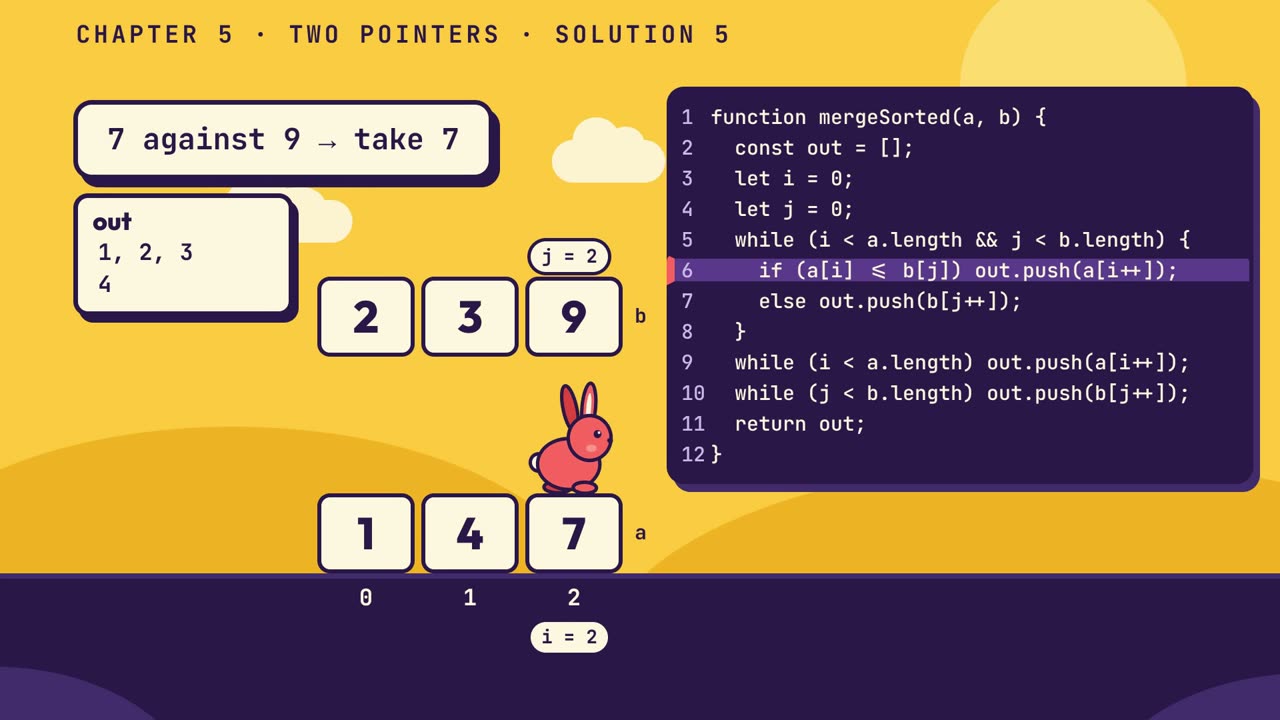 CHAPTER 5 · TWO POINTERS · SOLUTION 5
7 against 9 → take 7
out
1, 2, 3
4
j = 2
2 3 9 b
1 4 7 a
0 1 2
i = 2
1 function mergeSorted(a, b) {
2   const out = [];
3   let i = 0;
4   let j = 0;
5   while (i < a.length && j < b.length) {
6     if (a[i] <= b[j]) out.push(a[i++]);
7     else out.push(b[j++]);
8   }
9   while (i < a.length) out.push(a[i++]);
10   while (j < b.length) out.push(b[j++]);
11   return out;
12 }